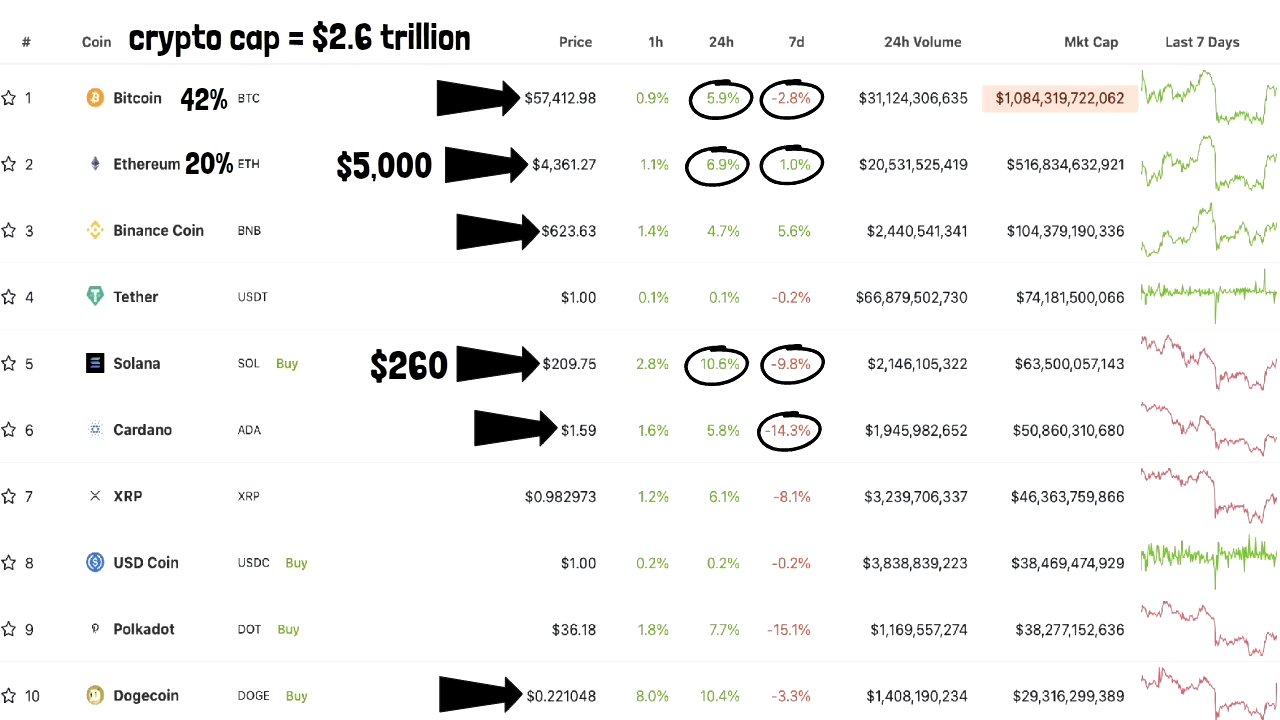 # Coin crypto cap = $2.6 trillion Price 1h 24h 7d 24h Volume Mkt Cap Last 7 Days
1 Bitcoin 42% BTC $57,412.98 0.9% 5.9% -2.8% $31,124,306,635 $1,084,319,722,062
2 Ethereum 20% ETH $5,000 $4,361.27 1.1% 6.9% 1.0% $20,531,525,419 $516,834,632,921
3 Binance Coin BNB $623.63 1.4% 4.7% 5.6% $2,440,541,341 $104,379,190,336
4 Tether USDT $1.00 0.1% 0.1% -0.2% $66,879,502,730 $74,181,500,066
5 Solana SOL Buy $260 $209.75 2.8% 10.6% -9.8% $2,146,105,322 $63,500,057,143
6 Cardano ADA $1.59 1.6% 5.8% -14.3% $1,945,982,652 $50,860,310,680
7 XRP XRP $0.982973 1.2% 6.1% -8.1% $3,239,706,337 $46,363,759,866
8 USD Coin USDC Buy $1.00 0.2% 0.2% -0.2% $3,838,839,223 $38,469,474,929
9 Polkadot DOT Buy $36.18 1.8% 7.7% -15.1% $1,169,557,274 $38,277,152,636
10 Dogecoin DOGE Buy $0.221048 8.0% 10.4% -3.3% $1,408,190,234 $29,316,299,389